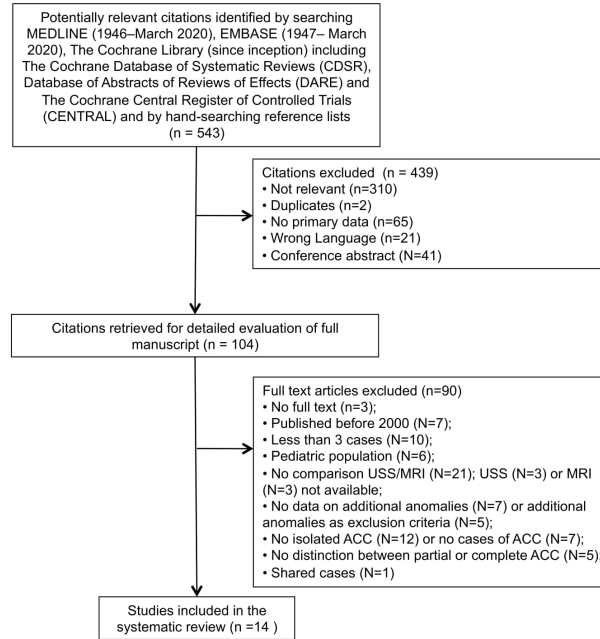 Potentially relevant citations identified by searching
MEDLINE (1946–March 2020), EMBASE (1947– March
2020), The Cochrane Library (since inception) including
The Cochrane Database of Systematic Reviews (CDSR),
Database of Abstracts of Reviews of Effects (DARE) and
The Cochrane Central Register of Controlled Trials
(CENTRAL) and by hand-searching reference lists
(n = 543)
Citations excluded (n = 439)
• Not relevant (n=310)
• Duplicates (n=2)
• No primary data (n=65)
• Wrong Language (n=21)
• Conference abstract (N=41)
Citations retrieved for detailed evaluation of full
manuscript (n = 104)
Full text articles excluded (n=90)
• No full text (n=3);
• Published before 2000 (N=7);
• Less than 3 cases (N=10);
• Pediatric population (N=6);
• No comparison USS/MRI (N=21); USS (N=3) or MRI
(N=3) not available;
• No data on additional anomalies (N=7) or additional
anomalies as exclusion criteria (N=5);
• No isolated ACC (N=12) or no cases of ACC (N=7);
• No distinction between partial or complete ACC (N=5);
• Shared cases (N=1)
Studies included in the
systematic review (n =14 )